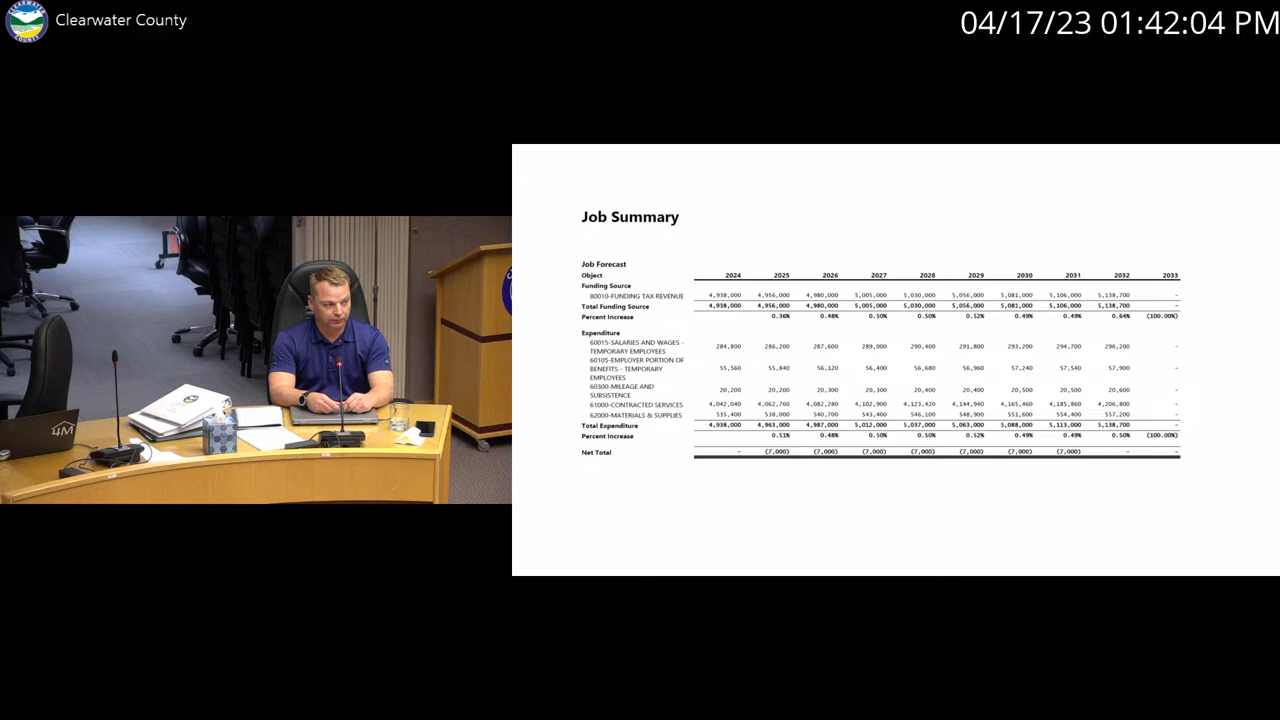 Clearwater County
04/17/23 01:42:04 PM
CLEARWATER
COUNTY
4M
Job Summary
Job Forecast
Object 2024 2025 2026 2027 2028 2029 2030 2031 2032 2033
Funding Source
80010-FUNDING TAX REVENUE 4,938,000 4,956,000 4,980,000 5,005,000 5,030,000 5,056,000 5,081,000 5,106,000 5,138,700 -
Total Funding Source 4,938,000 4,956,000 4,980,000 5,005,000 5,030,000 5,056,000 5,081,000 5,106,000 5,138,700 -
Percent Increase 0.36% 0.48% 0.50% 0.50% 0.52% 0.49% 0.49% 0.64% (100.00%)
Expenditure
60015-SALARIES AND WAGES -
TEMPORARY EMPLOYEES 284,800 286,200 287,600 289,000 290,400 291,800 293,200 294,700 296,200 -
60105-EMPLOYER PORTION OF
BENEFITS - TEMPORARY 55,560 55,840 56,120 56,400 56,680 56,960 57,240 57,540 57,900 -
EMPLOYEES
60300-MILEAGE AND
SUBSISTENCE 20,200 20,200 20,300 20,300 20,400 20,400 20,500 20,500 20,600 -
61000-CONTRACTED SERVICES 4,042,040 4,062,760 4,082,280 4,102,900 4,123,420 4,144,940 4,165,460 4,185,860 4,206,800 -
62000-MATERIALS & SUPPLIES 535,400 538,000 540,700 543,400 546,100 548,900 551,600 554,400 557,200 -
Total Expenditure 4,938,000 4,963,000 4,987,000 5,012,000 5,037,000 5,063,000 5,088,000 5,113,000 5,138,700 -
Percent Increase 0.51% 0.48% 0.50% 0.50% 0.52% 0.49% 0.49% 0.50% (100.00%)
Net Total - (7,000) (7,000) (7,000) (7,000) (7,000) (7,000) (7,000) - -